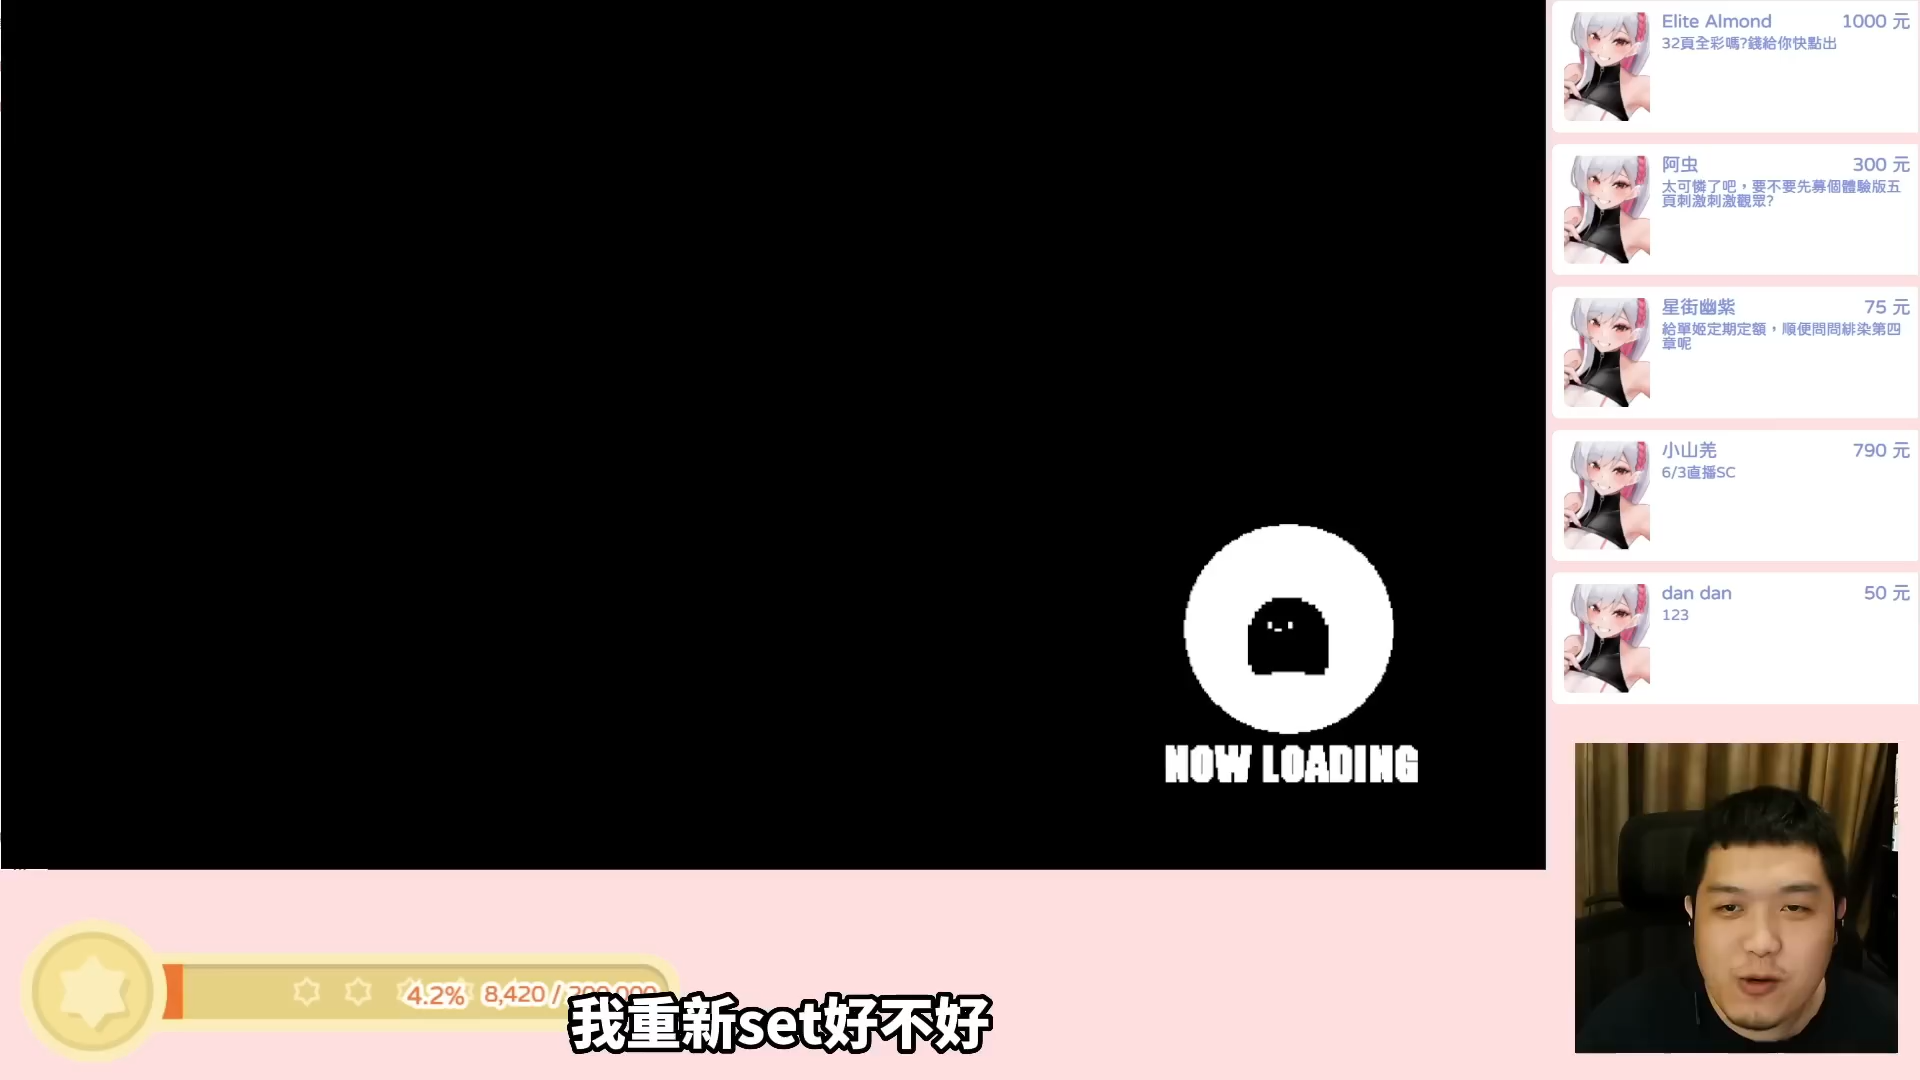 Elite Almond 1000 元
32頁全彩嗎?錢給你快點出
阿虫 300 元
太可憐了吧，要不要先募個體驗版五
頁刺激刺激觀眾?
星街幽紫 75 元
給單姬定期定額，順便問問緋染第四
章呢
小山羌 790 元
6/3直播SC
dan dan 50 元
123
NOW LOADING
4.2% 8,420 / 200,000
我重新set好不好